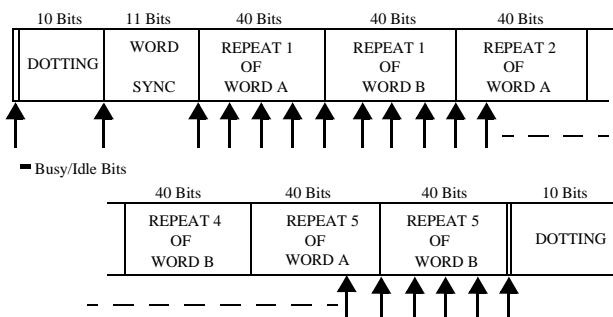 10 Bits 11 Bits 40 Bits 40 Bits 40 Bits
DOTTING
WORD
SYNC
REPEAT 1
OF
WORD A
REPEAT 1
OF
WORD B
REPEAT 2
OF
WORD A
Busy/Idle Bits
40 Bits 40 Bits 40 Bits 10 Bits
REPEAT 4
OF
WORD B
REPEAT 5
OF
WORD A
REPEAT 5
OF
WORD B
DOTTING